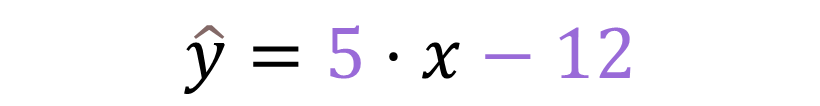 ŷ = 5 · x − 12